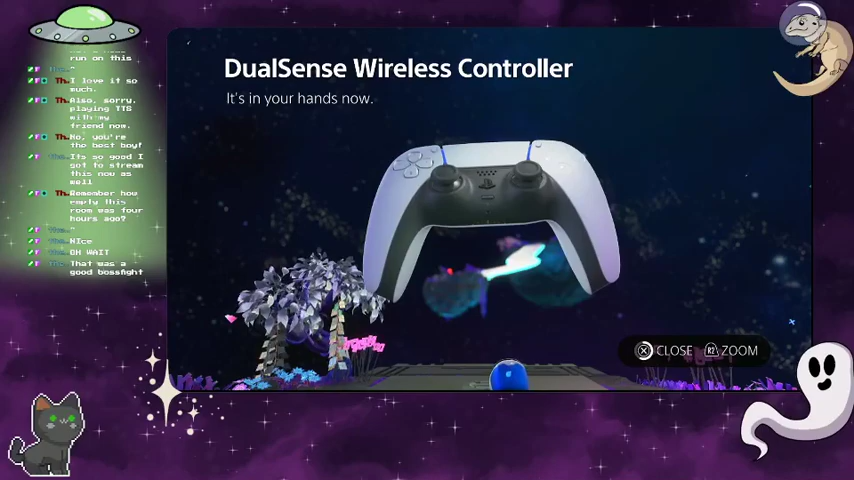 run on this
I love it so
much.
Also, sorry,
playing TTS
with my
friend now.
No, you're
the best boy!
Its so good I
got to stream
this now as
well
Remember how
empty this
room was four
hours ago?
NIce
OH WAIT
That was a
good bossfight
DualSense Wireless Controller
It's in your hands now.
CLOSE R2 ZOOM